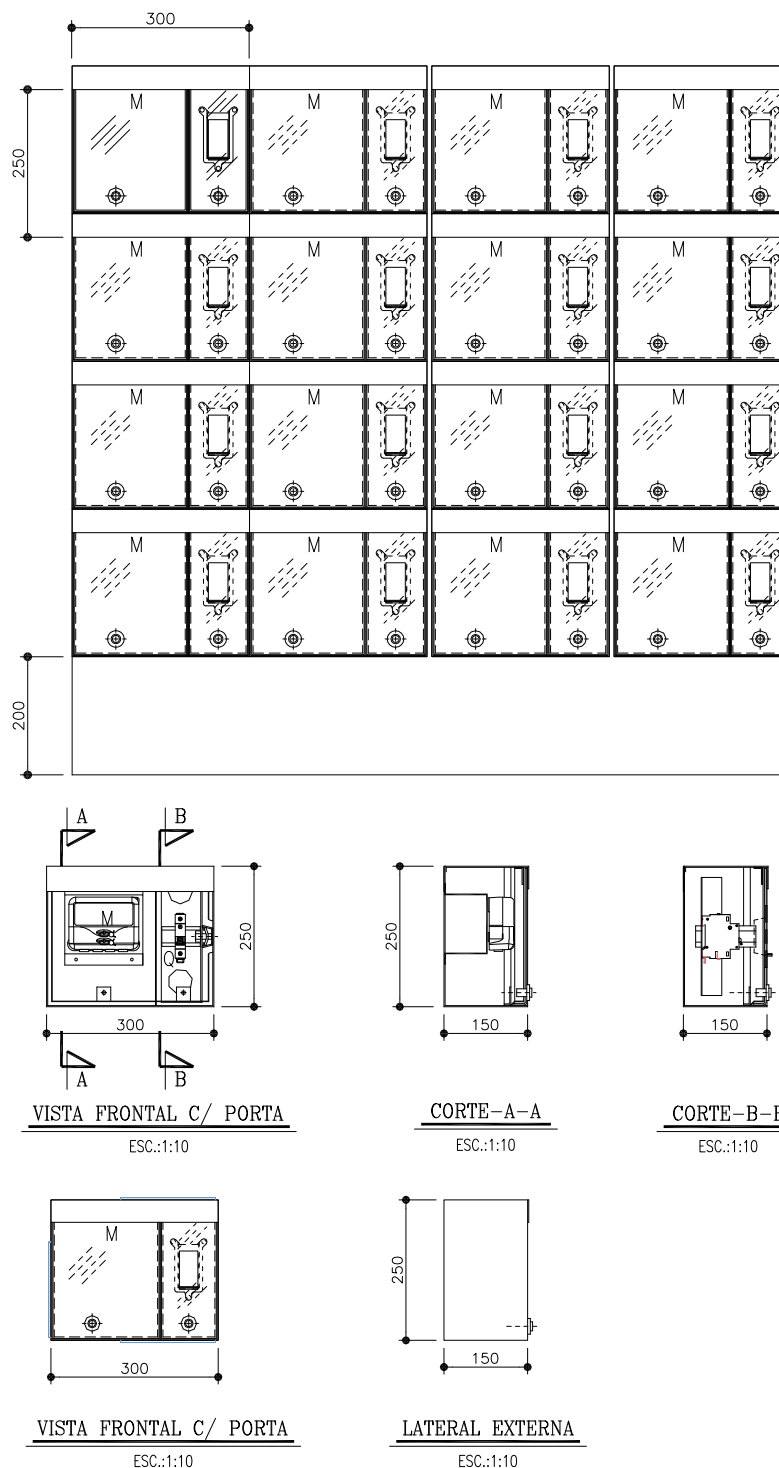 300
M M M M
250
M M M M
M M M M
M M M M
200
A B
M
Q
250
250
300
150
150
A B
VISTA FRONTAL C/ PORTA
ESC.:1:10
CORTE-A-A
ESC.:1:10
CORTE-B-B
ESC.:1:10
M
250
300
150
VISTA FRONTAL C/ PORTA
ESC.:1:10
LATERAL EXTERNA
ESC.:1:10